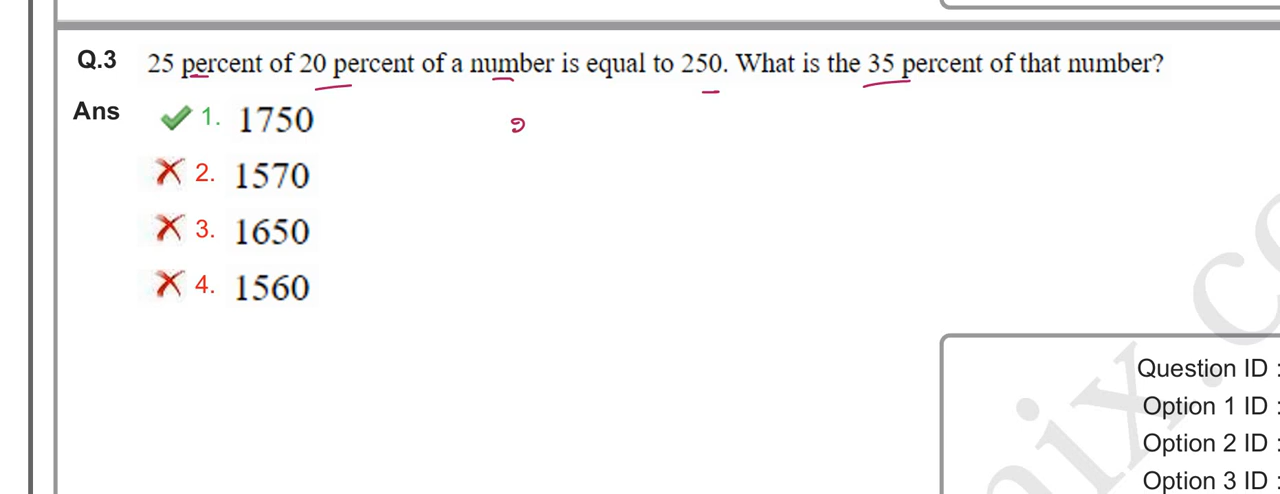 Q.3 25 percent of 20 percent of a number is equal to 250. What is the 35 percent of that number?
Ans 1. 1750
2. 1570
3. 1650
4. 1560
Question ID :
Option 1 ID :
Option 2 ID :
Option 3 ID :